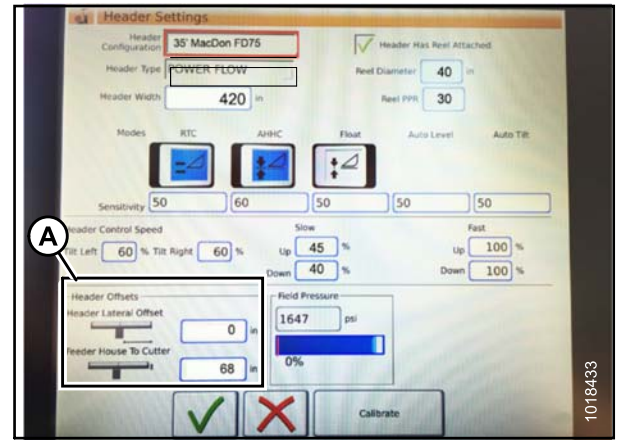 Header Settings
Header Configuration 35' MacDon FD75 Header Has Reel Attached
Header Type POWER FLOW Reel Diameter 40 in
Header Width 420 in Reel PPR 30
Modes RTC AHHC Float Auto Level Auto Tilt
Sensitivity 50 60 50 50 50
Header Control Speed Slow Fast
Tilt Left 60 % Tilt Right 60 % Up 45 % Up 100 %
Down 40 % Down 100 %
A
Header Offsets Field Pressure
Header Lateral Offset
0 in 1647 psi
Feeder House To Cutter
68 in 0%
Calibrate
1018433